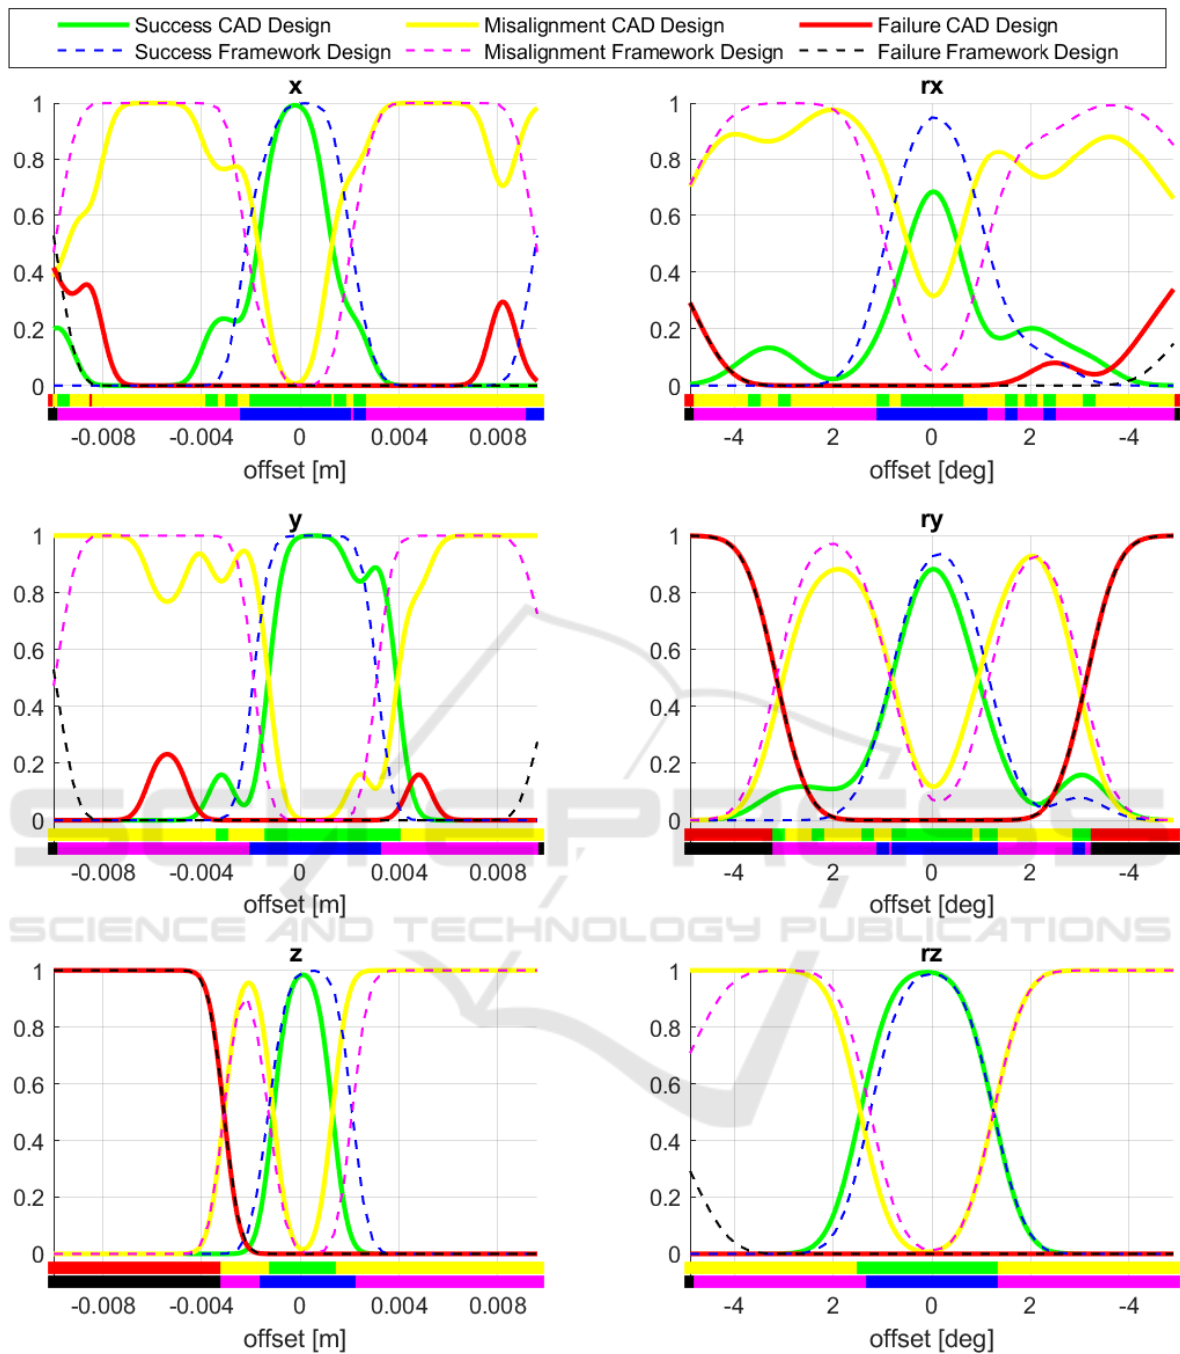 Success CAD Design Misalignment CAD Design Failure CAD Design
Success Framework Design Misalignment Framework Design Failure Framework Design
x
1
0.8
0.6
0.4
0.2
0
-0.008 -0.004 0 0.004 0.008
offset [m]
rx
1
0.8
0.6
0.4
0.2
0
-4 2 0 2 -4
offset [deg]
y
1
0.8
0.6
0.4
0.2
0
-0.008 -0.004 0 0.004 0.008
offset [m]
ry
1
0.8
0.6
0.4
0.2
0
-4 2 0 2 -4
offset [deg]
SCITEPRESS
SCIENCE AND TECHNOLOGY PUBLICATIONS
z
1
0.8
0.6
0.4
0.2
0
-0.008 -0.004 0 0.004 0.008
offset [m]
rz
1
0.8
0.6
0.4
0.2
0
-4 2 0 2 -4
offset [deg]